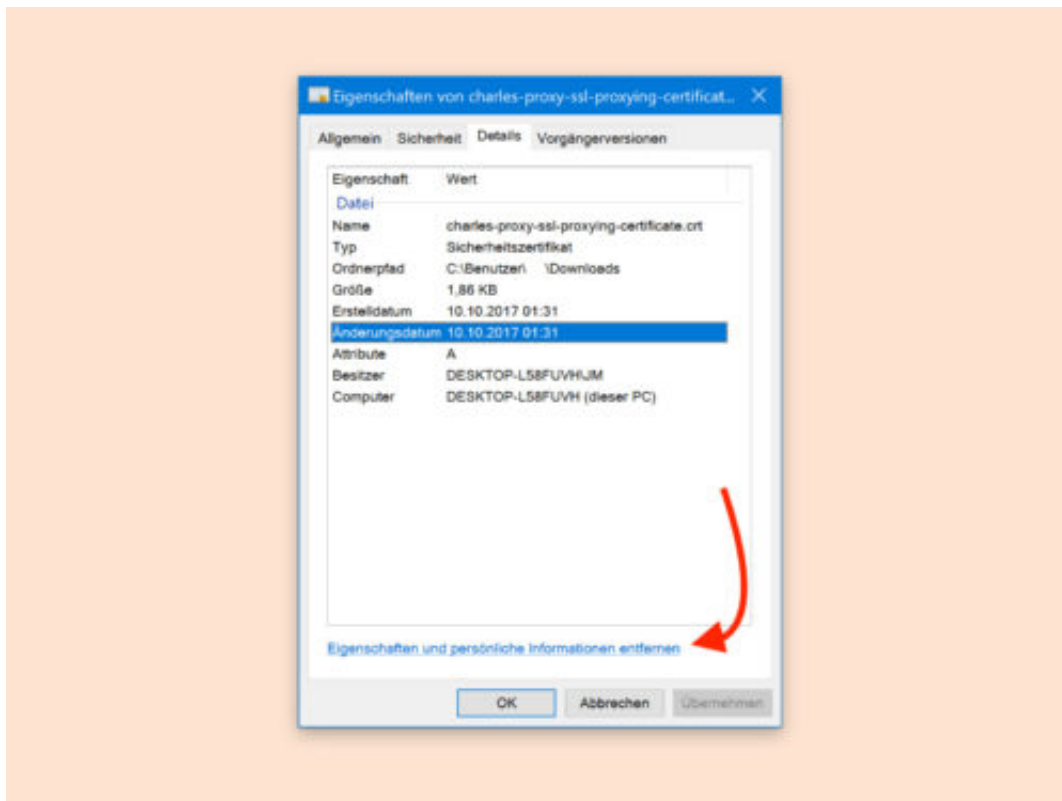 Eigenschaften von charles-proxy-ssl-proxying-certificat...
Allgemein Sicherheit Details Vorgängerversionen
Eigenschaft Wert
Datei
Name charles-proxy-ssl-proxying-certificate.crt
Typ Sicherheitszertifikat
Ordnerpfad C:\Benutzer\ \Downloads
Größe 1,86 KB
Erstelldatum 10.10.2017 01:31
Änderungsdatum 10.10.2017 01:31
Attribute A
Besitzer DESKTOP-L58FUVH\JM
Computer DESKTOP-L58FUVH (dieser PC)
Eigenschaften und persönliche Informationen entfernen
OK Abbrechen Übernehmen